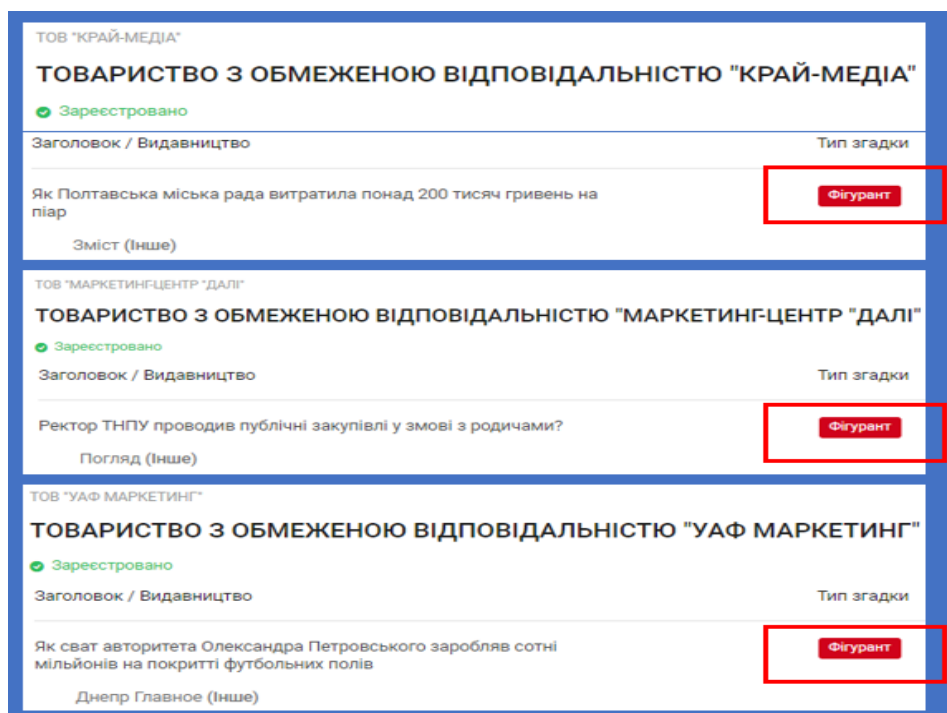 ТОВ "КРАЙ-МЕДІА"
ТОВАРИСТВО З ОБМЕЖЕНОЮ ВІДПОВІДАЛЬНІСТЮ "КРАЙ-МЕДІА"
Зареєстровано
Заголовок / Видавництво Тип згадки
Як Полтавська міська рада витратила понад 200 тисяч гривень на Фігурант
піар
Зміст (Інше)
ТОВ "МАРКЕТИНГ-ЦЕНТР "ДАЛІ"
ТОВАРИСТВО З ОБМЕЖЕНОЮ ВІДПОВІДАЛЬНІСТЮ "МАРКЕТИНГ-ЦЕНТР "ДАЛІ"
Зареєстровано
Заголовок / Видавництво Тип згадки
Ректор ТНПУ проводив публічні закупівлі у змові з родичами? Фігурант
Погляд (Інше)
ТОВ "УАФ МАРКЕТИНГ"
ТОВАРИСТВО З ОБМЕЖЕНОЮ ВІДПОВІДАЛЬНІСТЮ "УАФ МАРКЕТИНГ"
Зареєстровано
Заголовок / Видавництво Тип згадки
Як сват авторитета Олександра Петровського заробляв сотні Фігурант
мільйонів на покритті футбольних полів
Днепр Главное (Інше)